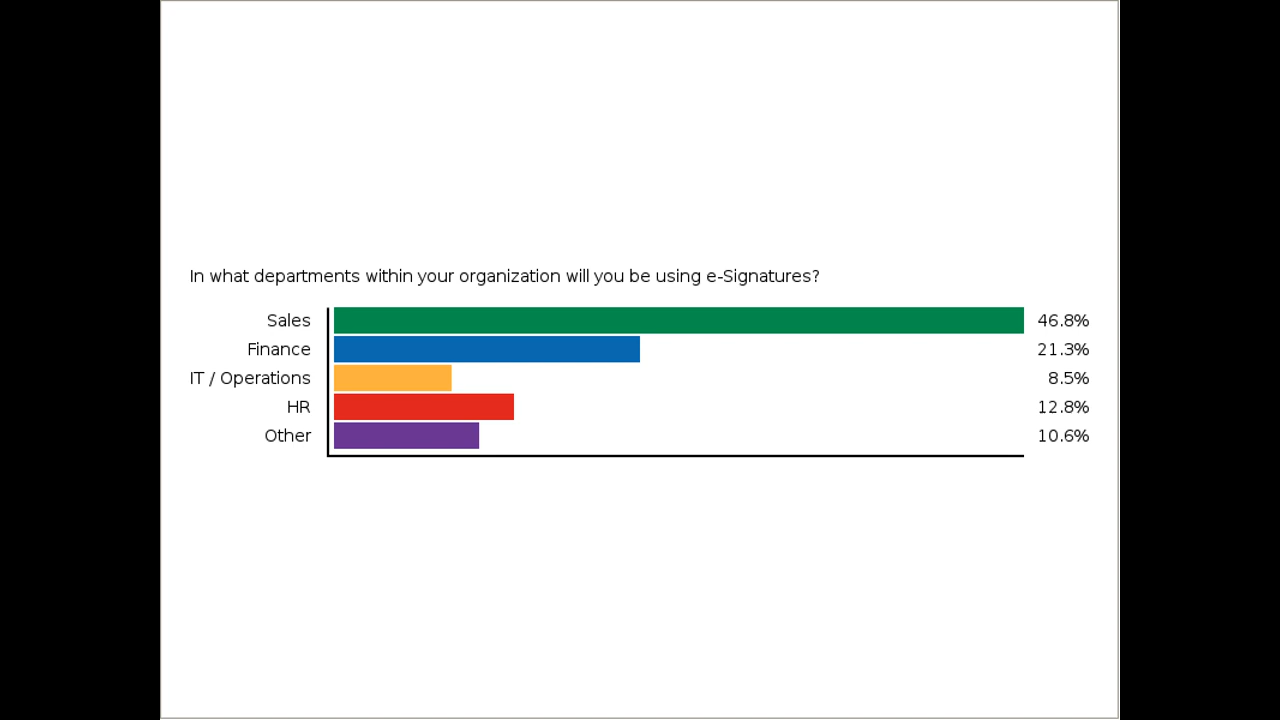 In what departments within your organization will you be using e-Signatures?
Sales 46.8%
Finance 21.3%
IT / Operations 8.5%
HR 12.8%
Other 10.6%